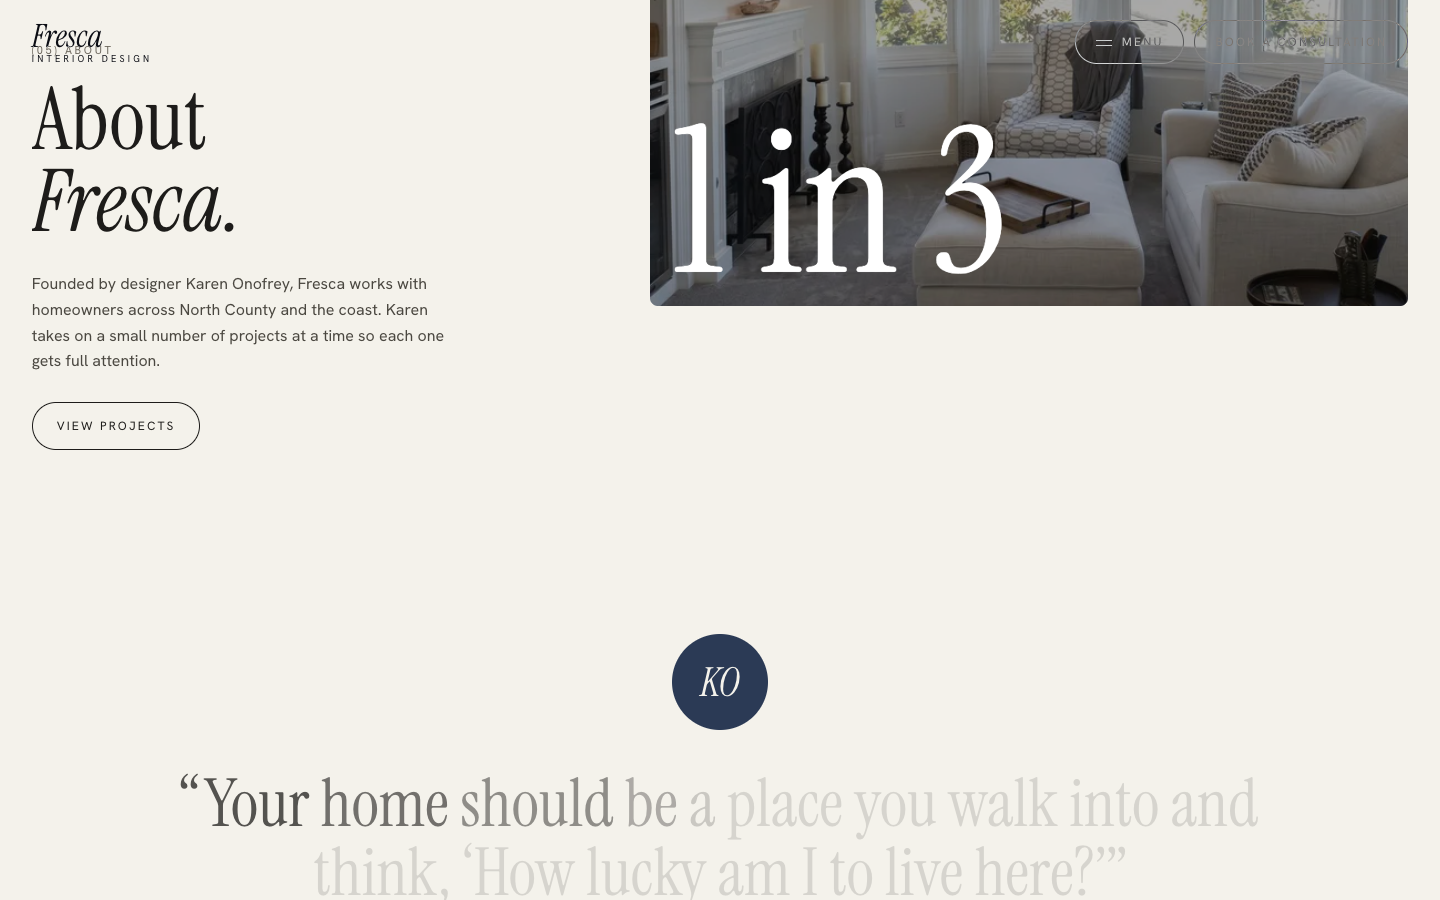 Fresca
(05) ABOUT
INTERIOR DESIGN
MENU
About
Fresca.
1 in 3
Founded by designer Karen Onofrey, Fresca works with
homeowners across North County and the coast. Karen
takes on a small number of projects at a time so each one
gets full attention.
VIEW PROJECTS
KO
“Your home should be a place you walk into and
think, ‘How lucky am I to live here?’”